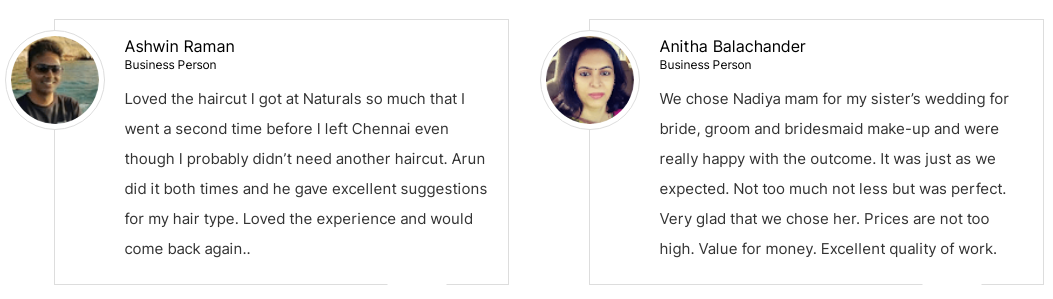 Ashwin Raman
Business Person
Loved the haircut I got at Naturals so much that I
went a second time before I left Chennai even
though I probably didn’t need another haircut. Arun
did it both times and he gave excellent suggestions
for my hair type. Loved the experience and would
come back again..
Anitha Balachander
Business Person
We chose Nadiya mam for my sister’s wedding for
bride, groom and bridesmaid make-up and were
really happy with the outcome. It was just as we
expected. Not too much not less but was perfect.
Very glad that we chose her. Prices are not too
high. Value for money. Excellent quality of work.